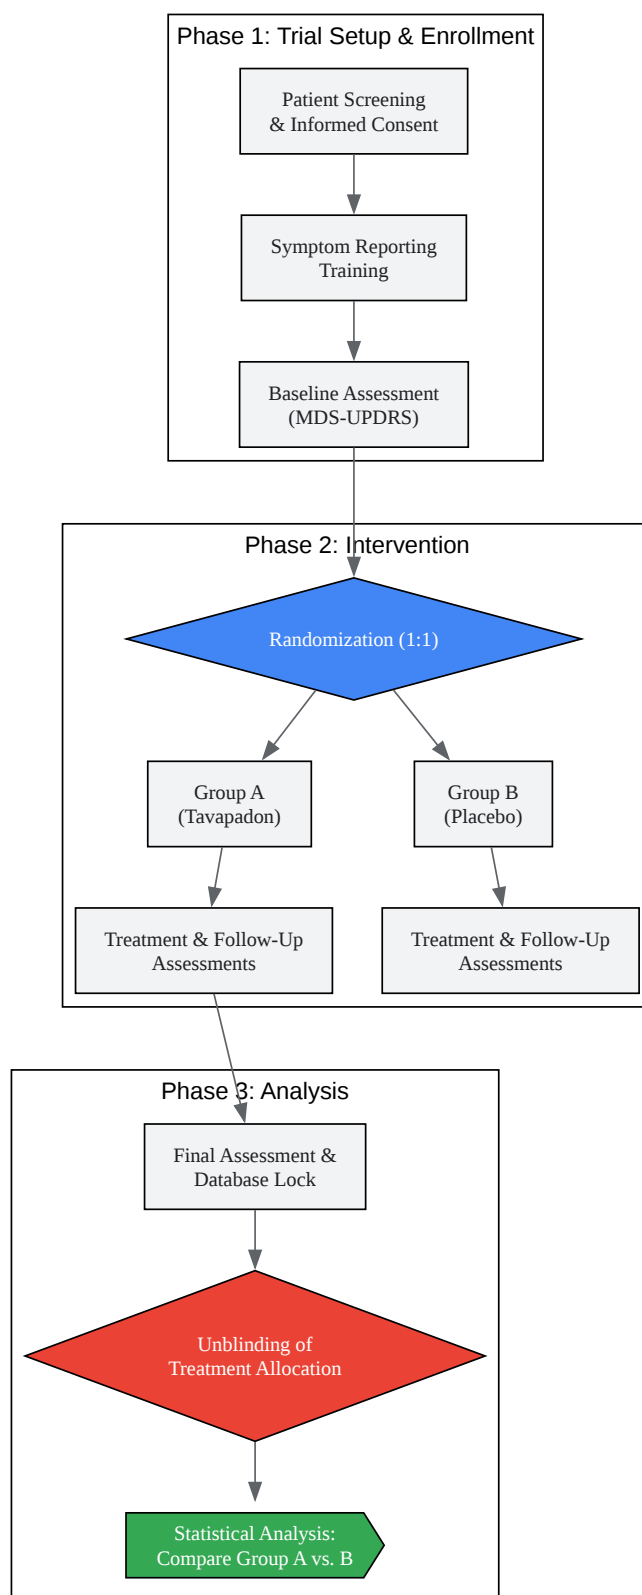 Phase 1: Trial Setup & Enrollment
Patient Screening
& Informed Consent
Symptom Reporting
Training
Baseline Assessment
(MDS-UPDRS)
Phase 2: Intervention
Randomization (1:1)
Group A
(Tavapadon)
Group B
(Placebo)
Treatment & Follow-Up
Assessments
Treatment & Follow-Up
Assessments
Phase 3: Analysis
Final Assessment &
Database Lock
Unblinding of
Treatment Allocation
Statistical Analysis:
Compare Group A vs. B